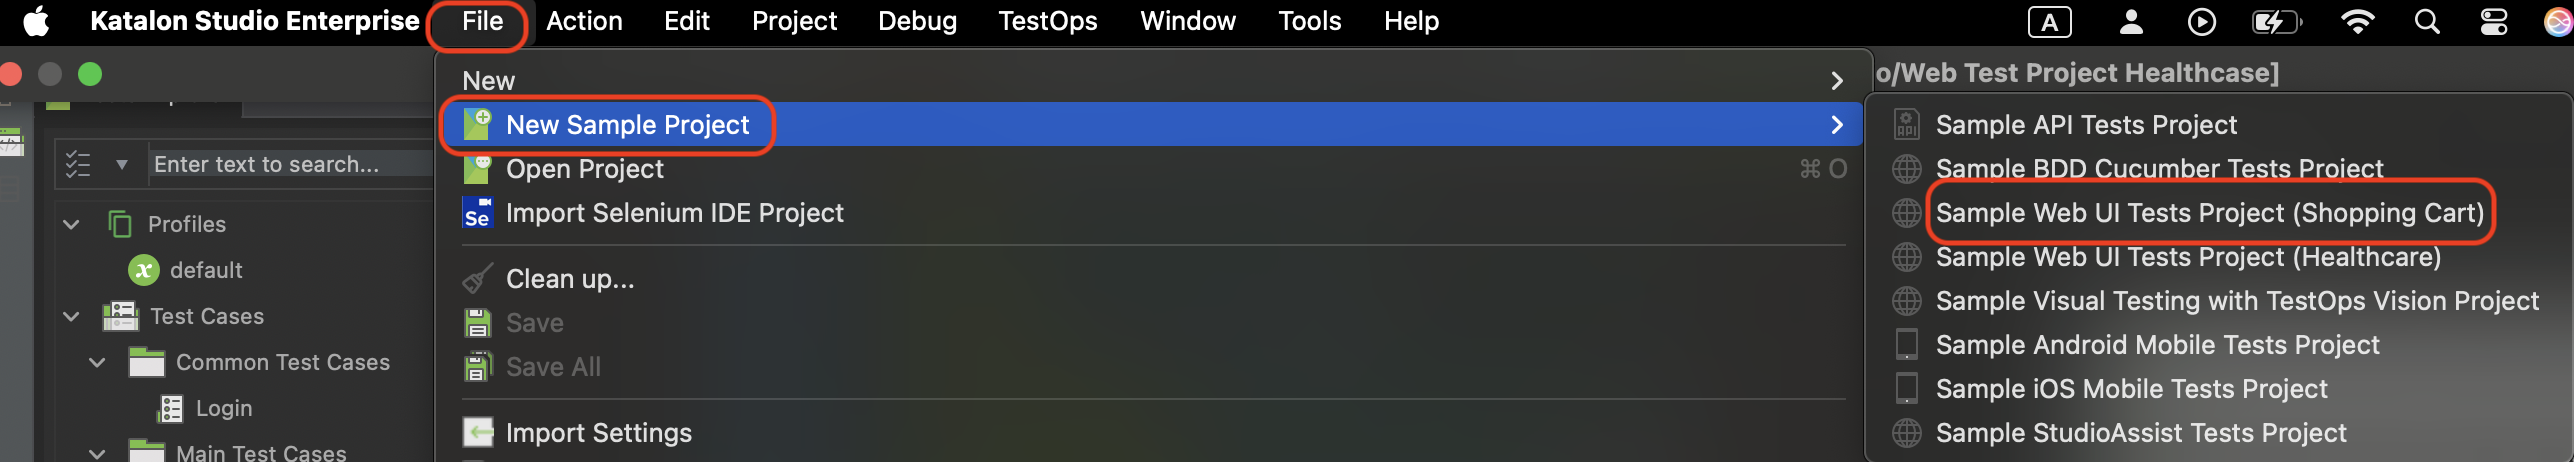 Katalon Studio Enterprise File Action Edit Project Debug TestOps Window Tools Help A
o/Web Test Project Healthcase]
Enter text to search...
Profiles
default
Test Cases
Common Test Cases
Login
Main Test Cases
New
New Sample Project
Open Project ⌘ O
Se Import Selenium IDE Project
Clean up...
Save
Save All
Import Settings
API Sample API Tests Project
Sample BDD Cucumber Tests Project
Sample Web UI Tests Project (Shopping Cart)
Sample Web UI Tests Project (Healthcare)
Sample Visual Testing with TestOps Vision Project
Sample Android Mobile Tests Project
Sample iOS Mobile Tests Project
Sample StudioAssist Tests Project